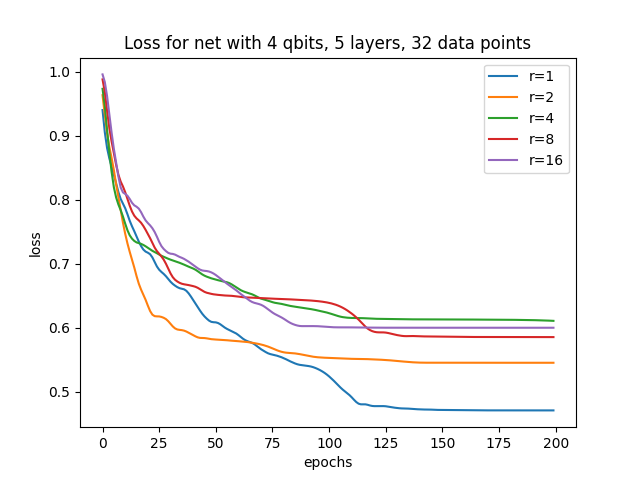 Loss for net with 4 qbits, 5 layers, 32 data points
1.0
0.9
0.8
0.7
0.6
0.5
loss
r=1
r=2
r=4
r=8
r=16
0 25 50 75 100 125 150 175 200
epochs